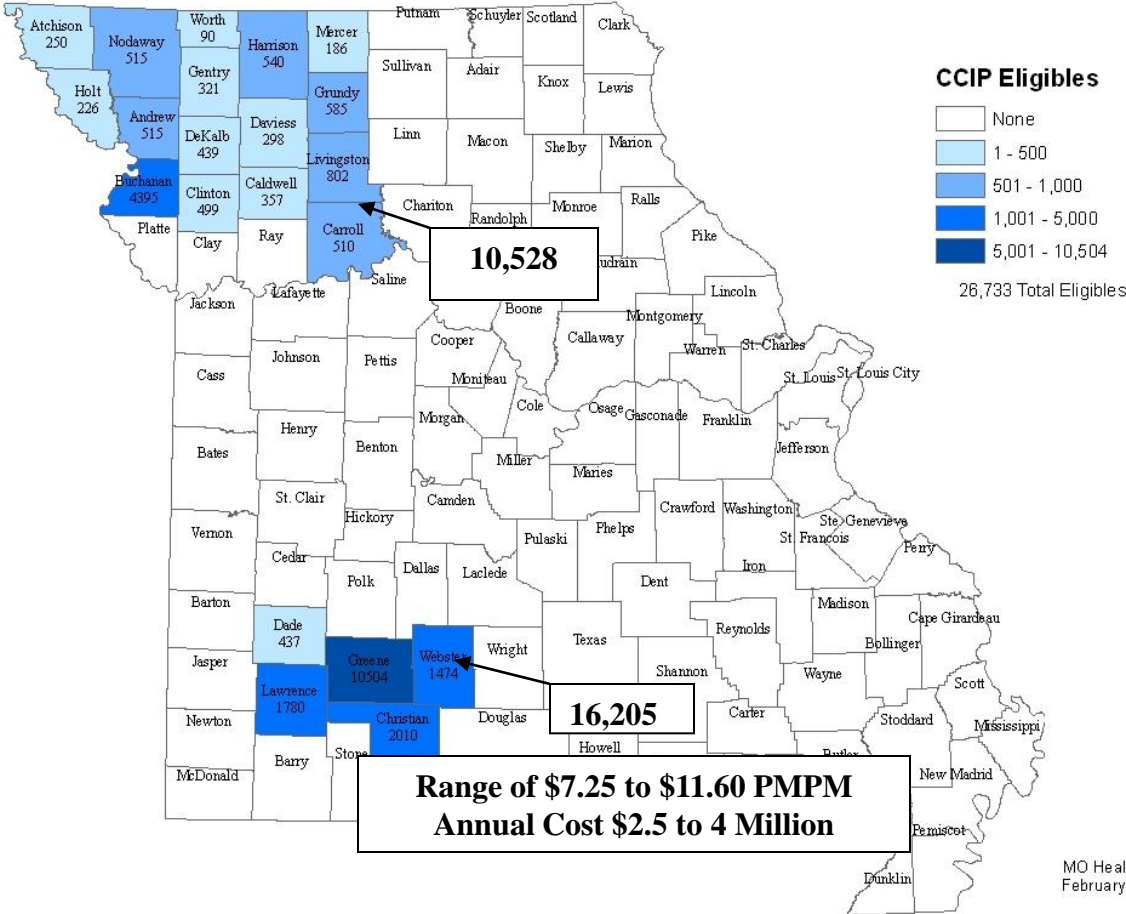 Atchison
250
Nodaway
515
Worth
90
Harrison
540
Mercer
186
Putnam
Schuyler
Scotland
Clark
Holt
226
Gentry
321
Sullivan
Adair
Knox
Lewis
Andrew
515
DeKalb
439
Daviess
298
Grundy
585
Linn
Macon
Shelby
Marion
Buchanan
4395
Clinton
499
Caldwell
357
Livingston
802
Chariton
Randolph
Monroe
Ralls
Platte
Clay
Ray
Carroll
510
Pike
10,528
CCIP Eligibles
None
1 - 500
501 - 1,000
1,001 - 5,000
5,001 - 10,504
26,733 Total Eligibles
Saline
Lincoln
Jackson
Lafayette
Boone
Callaway
Montgomery
Warren
St. Charles
Cass
Johnson
Pettis
Cooper
Moniteau
Cole
Osage
Gasconade
Franklin
St. Louis
St. Louis City
Morgan
Jefferson
Bates
Henry
Benton
Miller
Maries
St. Clair
Camden
Crawford
Washington
Hickory
Phelps
Pulaski
Ste. Genevieve
St. Francois
Perry
Vernon
Cedar
Polk
Dallas
Laclede
Dent
Iron
Barton
Dade
437
Madison
Cape Girardeau
Bollinger
Reynolds
Texas
Wright
Jasper
Greene
10504
Webster
1474
Shannon
Wayne
Scott
Lawrence
1780
16,205
Newton
Christian
2010
Douglas
Carter
Stoddard
Mississippi
Howell
McDonald
Barry
Stone
New Madrid
Range of $7.25 to $11.60 PMPM
Annual Cost $2.5 to 4 Million
Pemiscot
Dunklin
MO Heal
February